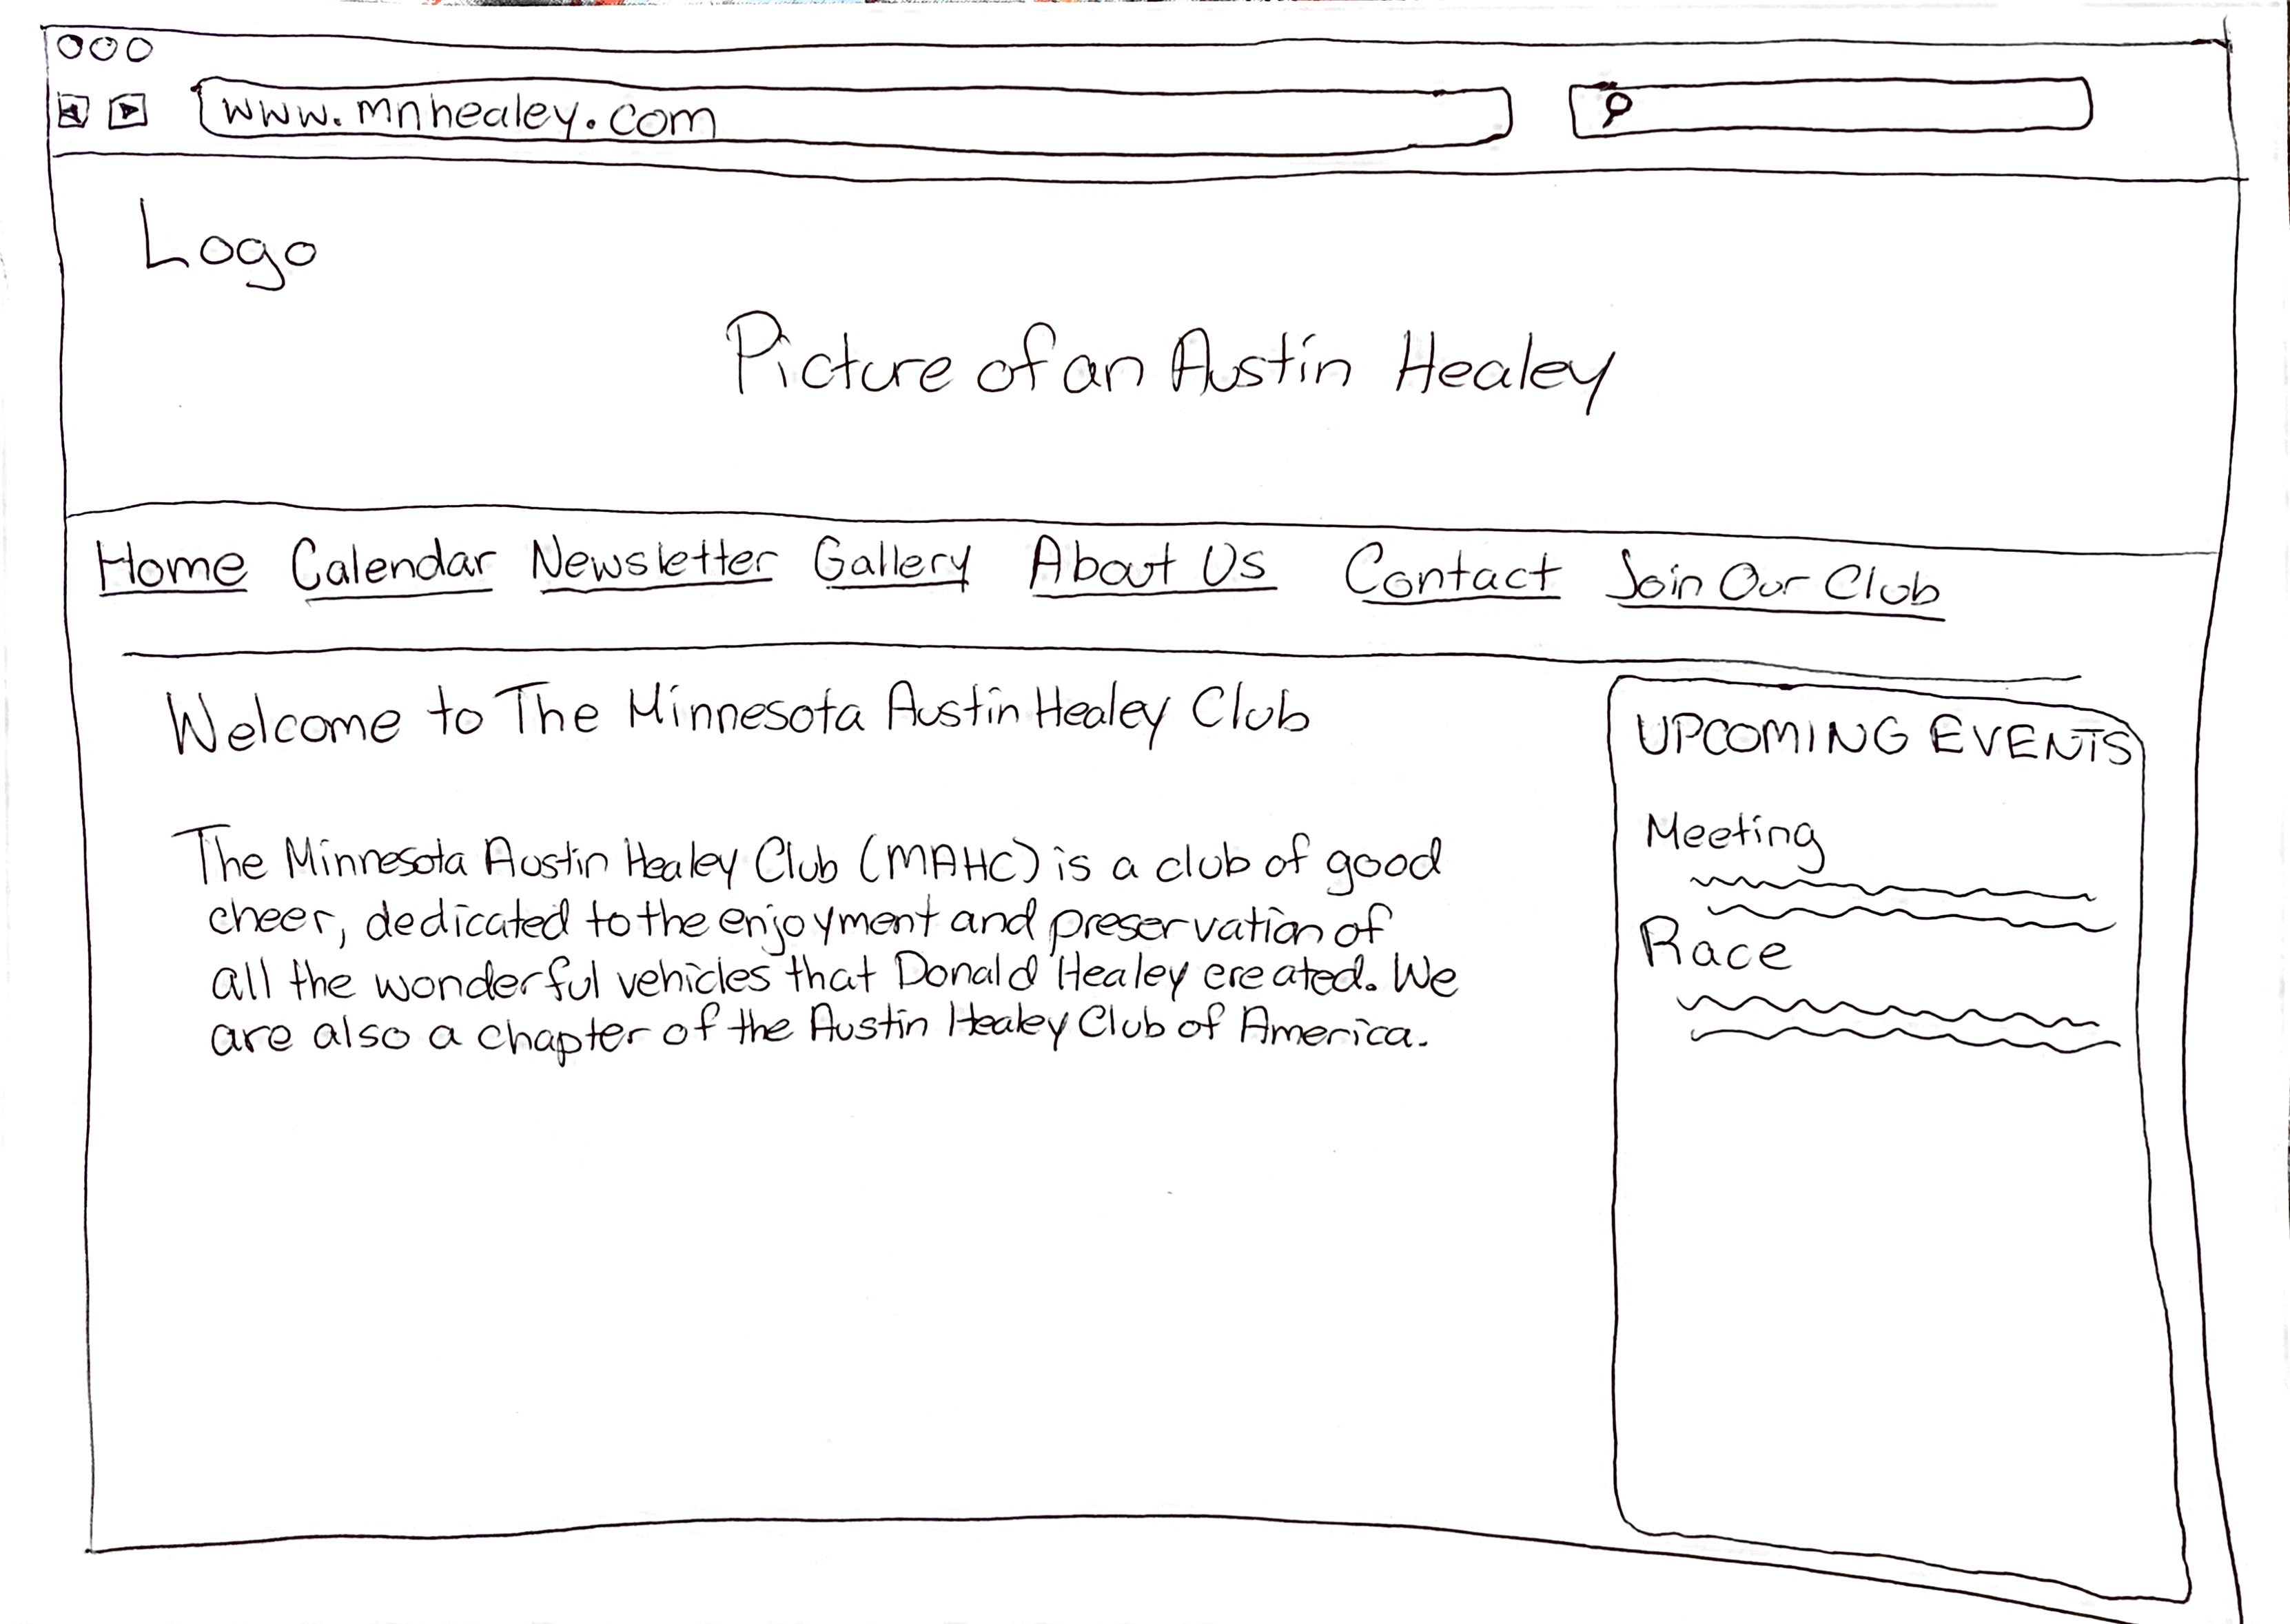 www.mnhealey.com
Logo
Picture of an Austin Healey
Home Calendar Newsletter Gallery About Us Contact Join Our Club
Welcome to The Minnesota Austin Healey Club
The Minnesota Austin Healey Club (MAHC) is a club of good
cheer, dedicated to the enjoyment and preservation of
all the wonderful vehicles that Donald Healey created. We
are also a chapter of the Austin Healey Club of America.
UPCOMING EVENTS
Meeting
Race